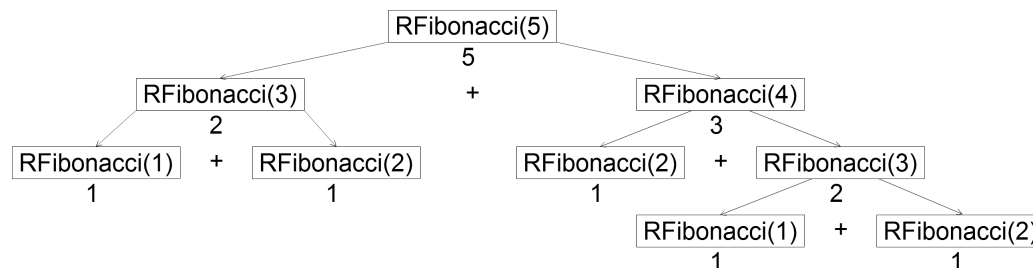 RFibonacci(5)
5
RFibonacci(3) + RFibonacci(4)
2 3
RFibonacci(1) + RFibonacci(2) RFibonacci(2) + RFibonacci(3)
1 1 1 2
RFibonacci(1) + RFibonacci(2)
1 1